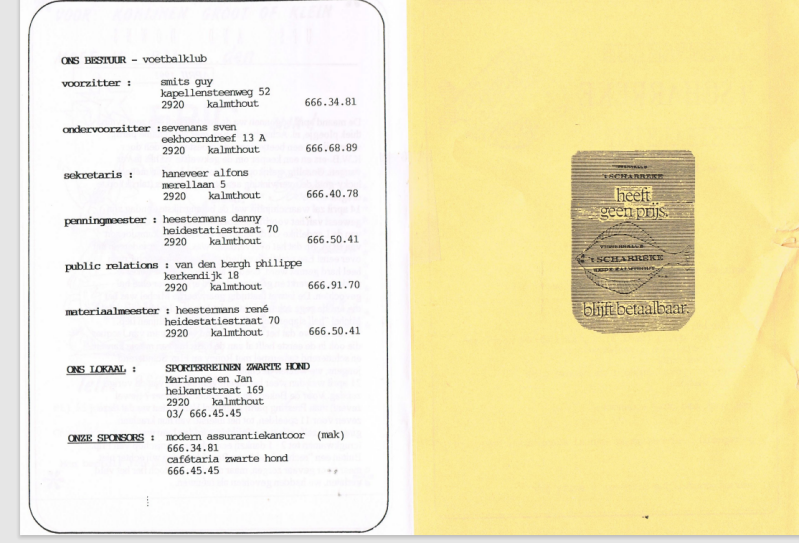 ONS BESTUUR - voetbalklub
voorzitter : smits guy
kapellensteenweg 52
2920 kalmthout 666.34.81
ondervoorzitter :sevenans sven
eekhoorndreef 13 A
2920 kalmthout 666.68.89
sekretaris : haneveer alfons
merellaan 5
2920 kalmthout 666.40.78
penningmeester : heestermans danny
heidestatiestraat 70
2920 kalmthout 666.50.41
public relations : van den bergh philippe
kerkendijk 18
2920 kalmthout 666.91.70
materiaalmeester : heestermans rené
heidestatiestraat 70
2920 kalmthout 666.50.41
ONS LOKAAL : SPORTERREINEN ZWARTE HOND
Marianne en Jan
heikantstraat 169
2920 kalmthout
03/ 666.45.45
ONZE SPONSORS : modern assurantiekantoor (mak)
666.34.81
cafétaria zwarte hond
666.45.45
'T SCHARREKE
heeft
geen prijs.
'T SCHARREKE
blijft betaalbaar.